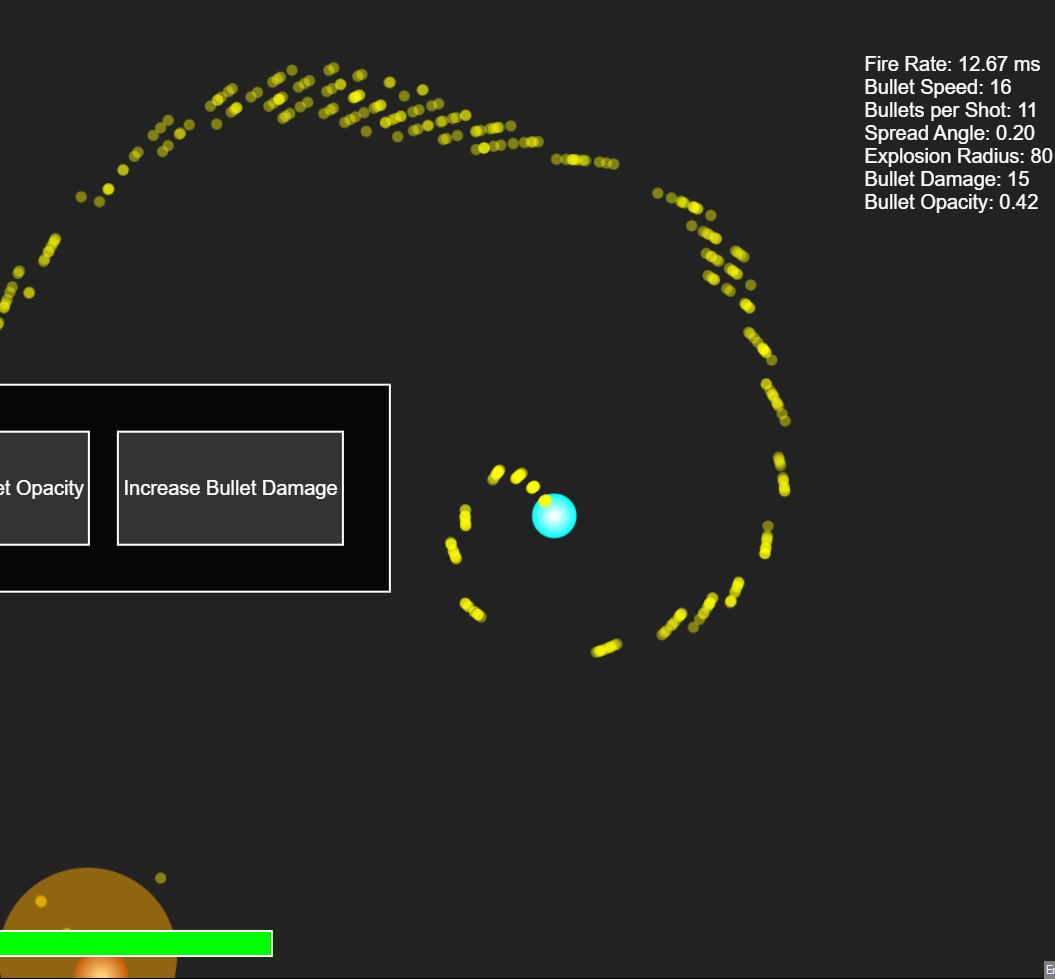 Fire Rate: 12.67 ms
Bullet Speed: 16
Bullets per Shot: 11
Spread Angle: 0.20
Explosion Radius: 80
Bullet Damage: 15
Bullet Opacity: 0.42
et Opacity
Increase Bullet Damage